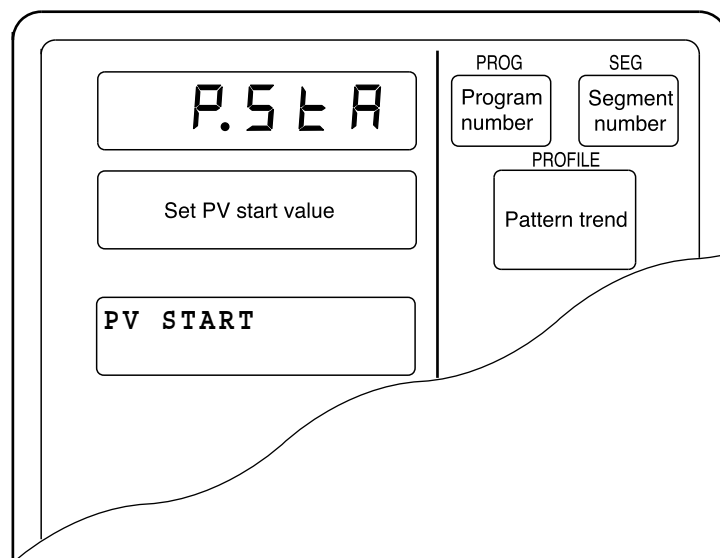 P.StA
Set PV start value
PV START
PROG
Program
number
SEG
Segment
number
PROFILE
Pattern trend